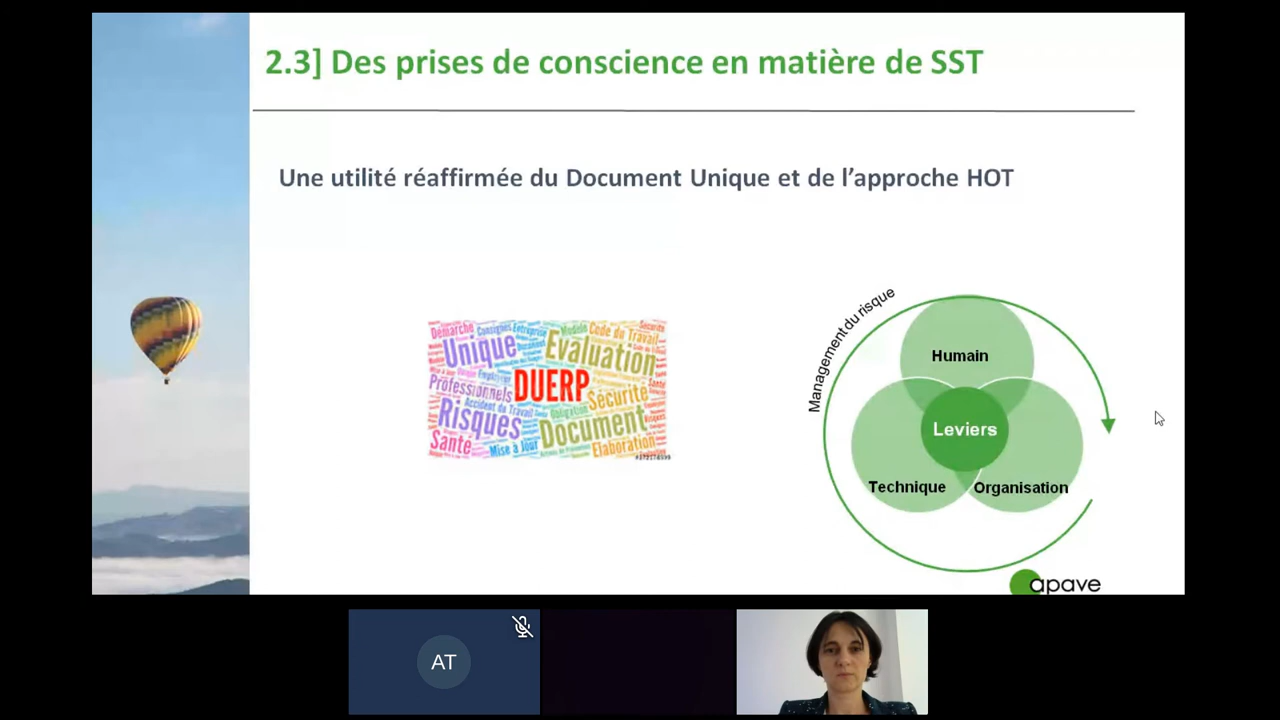 2.3] Des prises de conscience en matière de SST
Une utilité réaffirmée du Document Unique et de l'approche HOT
Démarche Consignes Entreprise Modèle Code du Travail Sécurité
Unique Evaluation
Professionnels DUERP Sécurité
Accident du Travail Obligation
Risques Document
Santé Mise à Jour Elaboration
Management du risque
Humain
Leviers
Technique Organisation
apave
AT